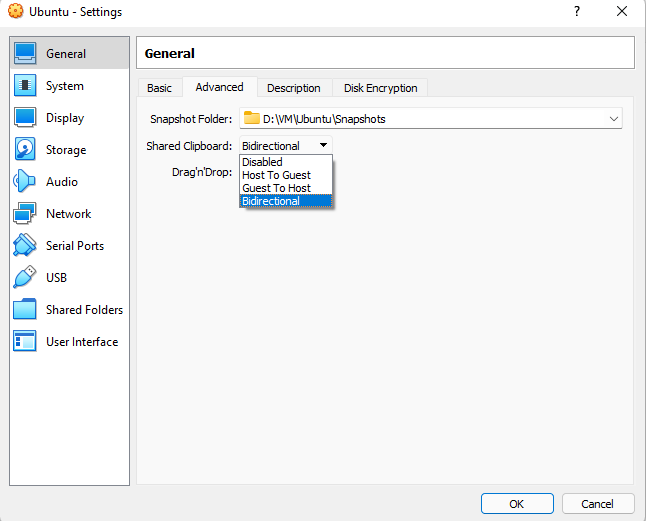 Ubuntu - Settings ?
General
System
Display
Storage
Audio
Network
Serial Ports
USB
Shared Folders
User Interface
General
Basic Advanced Description Disk Encryption
Snapshot Folder: D:\VM\Ubuntu\Snapshots
Shared Clipboard: Bidirectional
Disabled
Host To Guest
Drag'n'Drop: Guest To Host
Bidirectional
OK Cancel